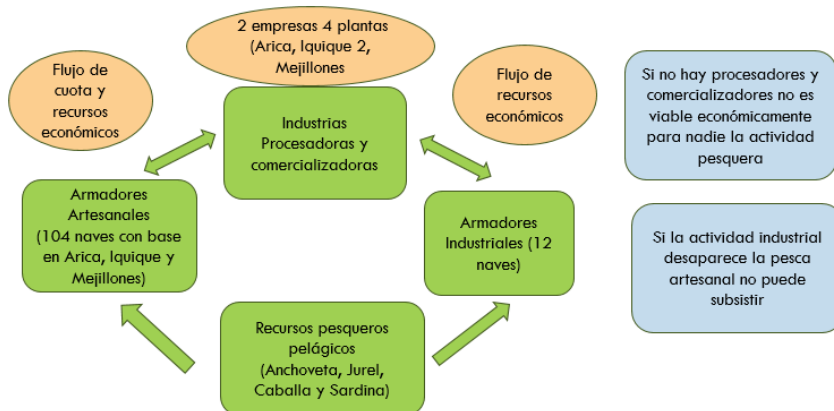 2 empresas 4 plantas
(Arica, Iquique 2,
Mejillones
Flujo de
cuota y
recursos
económicos
Flujo de
recursos
económicos
Industrias
Procesadoras y
comercializadoras
Armadores
Artesanales
(104 naves con base
en Arica, Iquique y
Mejillones)
Armadores
Industriales (12
naves)
Recursos pesqueros
pelágicos
(Anchoveta, Jurel,
Caballa y Sardina)
Si no hay procesadores y
comercializadores no es
viable económicamente
para nadie la actividad
pesquera
Si la actividad industrial
desaparece la pesca
artesanal no puede
subsistir